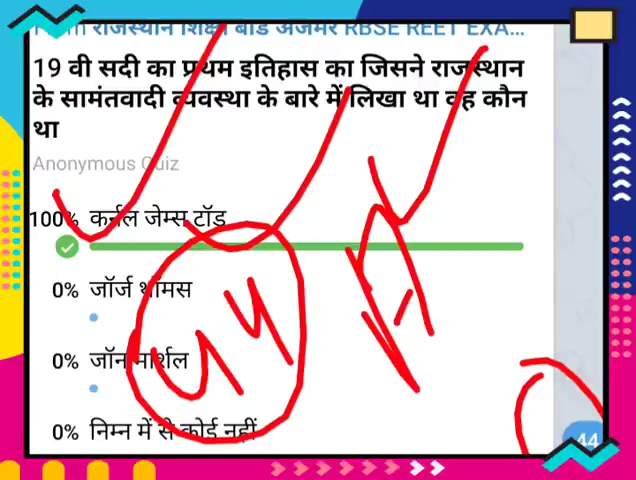 राजस्थान शिक्षा बोर्ड अजमेर RBSE REET EXA...
19 वी सदी का प्रथम इतिहास का जिसने राजस्थान
के सामंतवादी व्यवस्था के बारे में लिखा था वह कौन
था
Anonymous Quiz
100% कर्नल जेम्स टॉड
0% जॉर्ज थॉमस
0% जॉन मार्शल
0% निम्न में से कोई नहीं
44